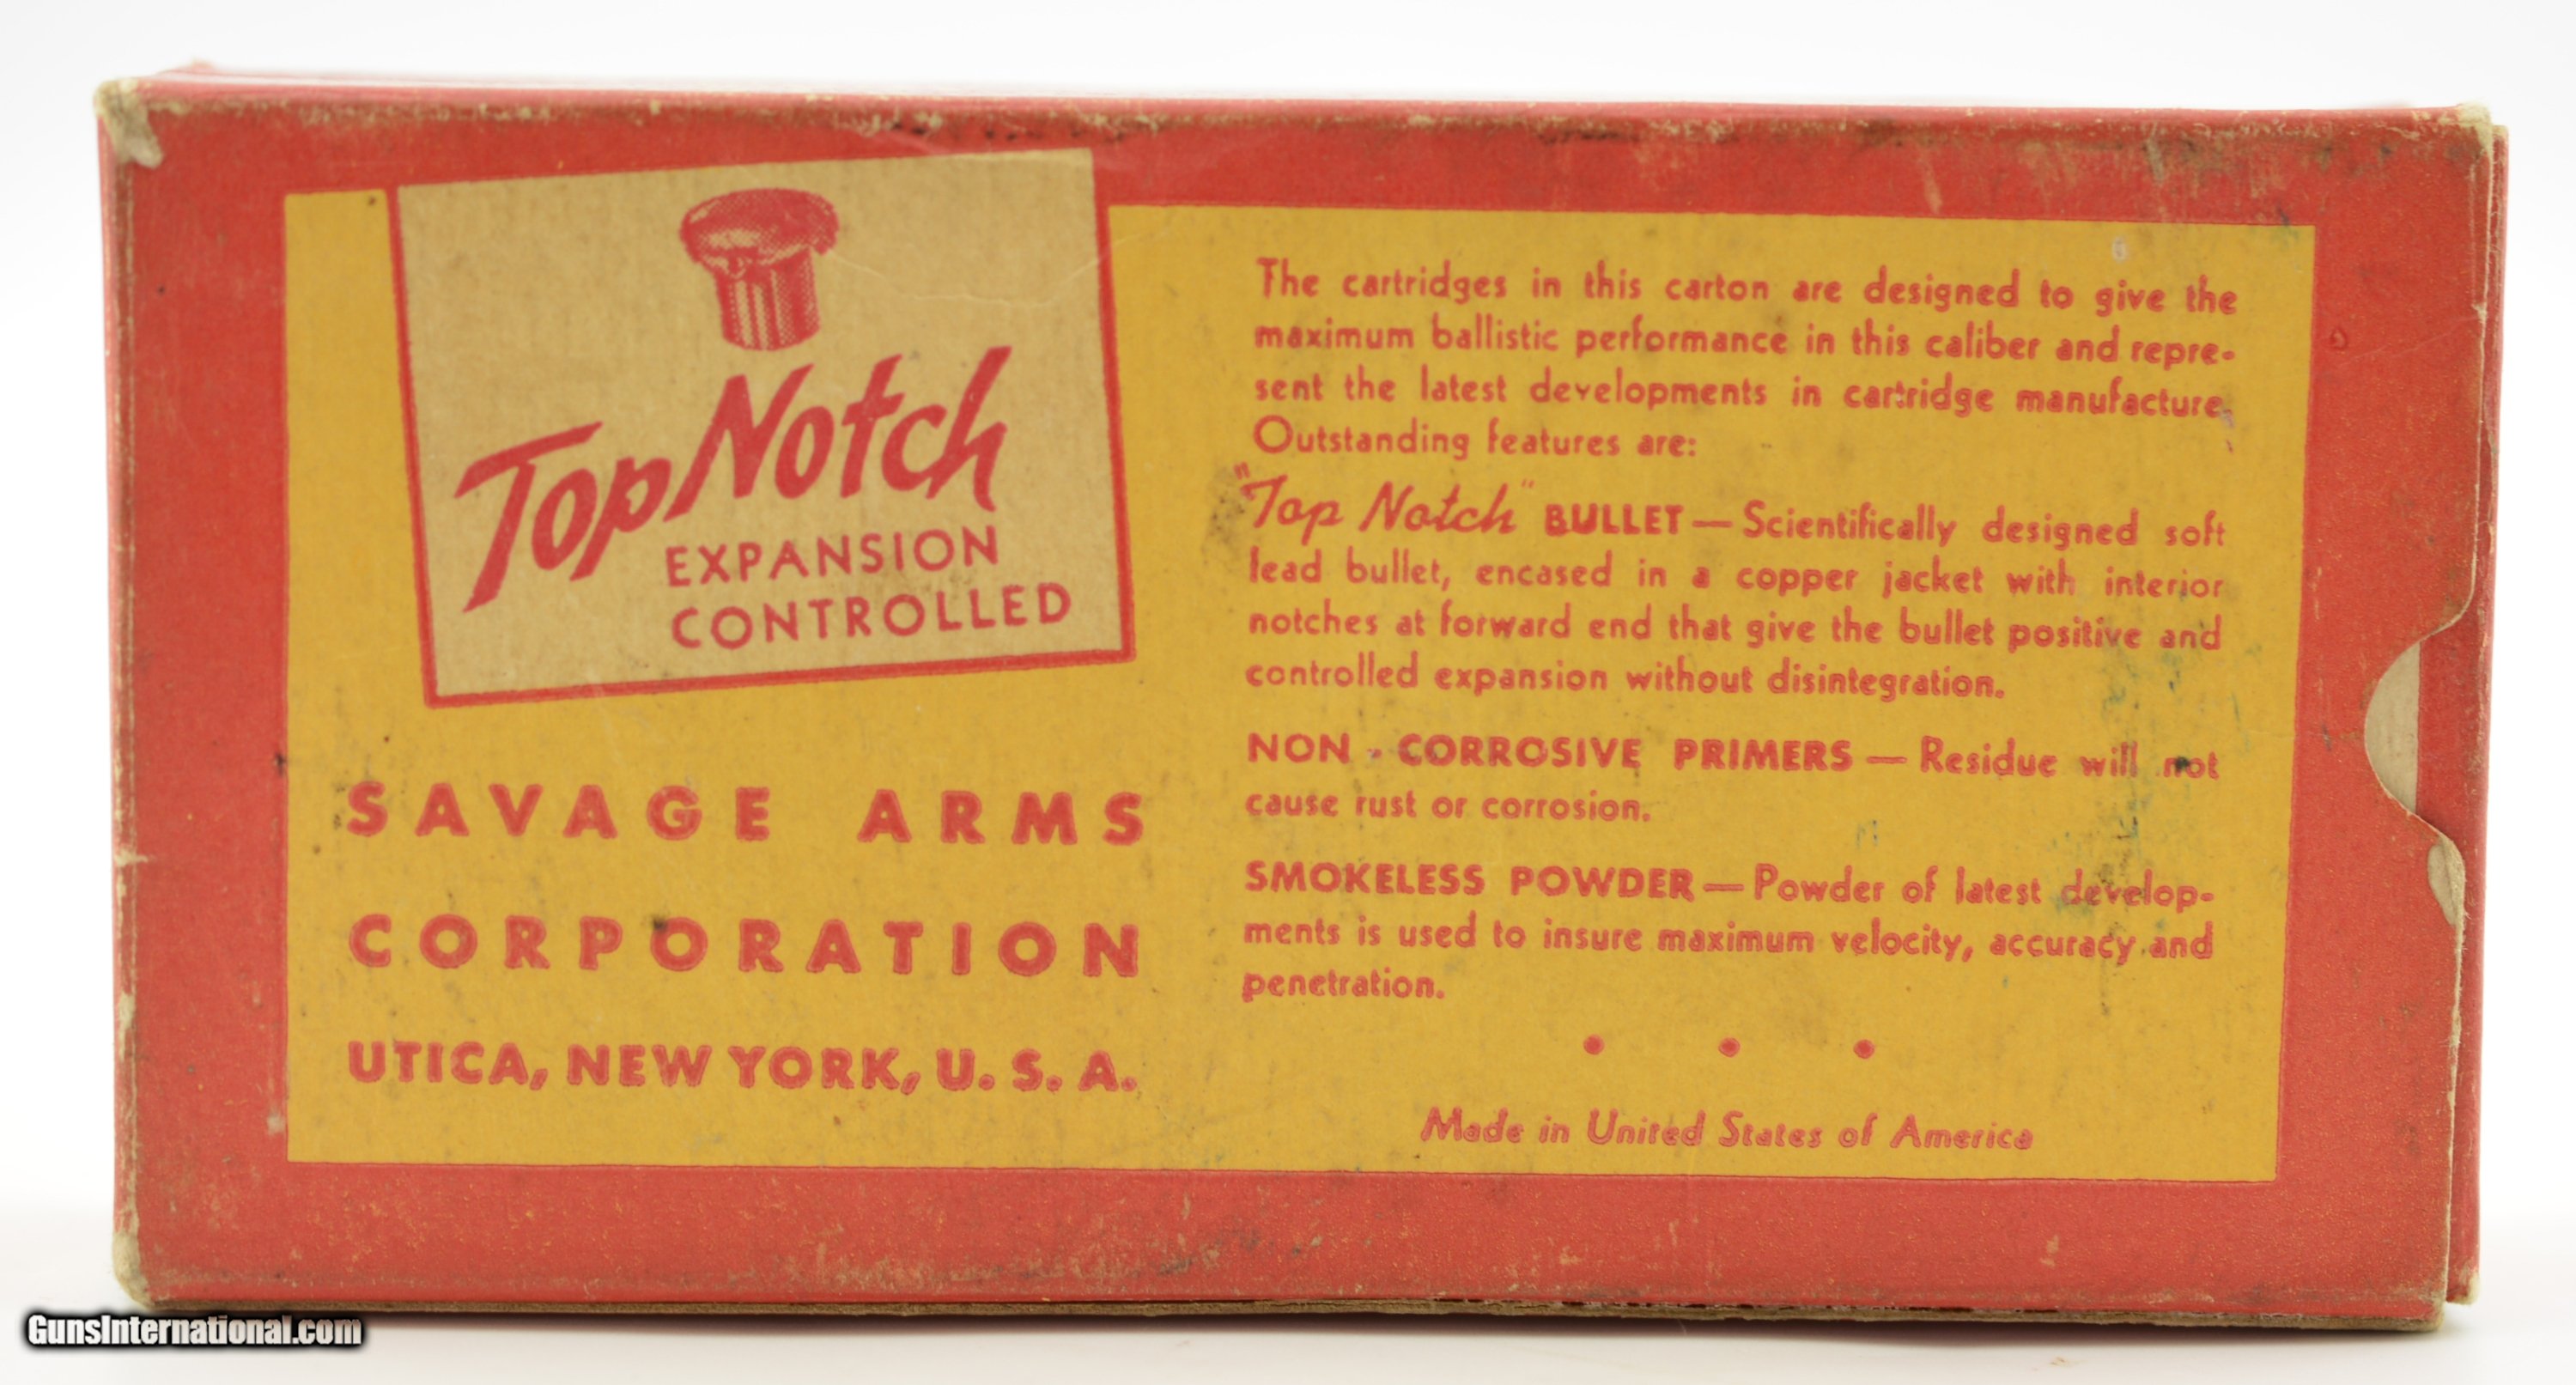 Top Notch
EXPANSION
CONTROLLED
SAVAGE ARMS
CORPORATION
UTICA, NEW YORK, U. S. A.
The cartridges in this carton are designed to give the
maximum ballistic performance in this caliber and repre-
sent the latest developments in cartridge manufacture.
Outstanding features are:
"Top Notch" BULLET — Scientifically designed soft
lead bullet, encased in a copper jacket with interior
notches at forward end that give the bullet positive and
controlled expansion without disintegration.
NON - CORROSIVE PRIMERS — Residue will not
cause rust or corrosion.
SMOKELESS POWDER — Powder of latest develop-
ments is used to insure maximum velocity, accuracy and
penetration.
Made in United States of America
GunsInternational.com